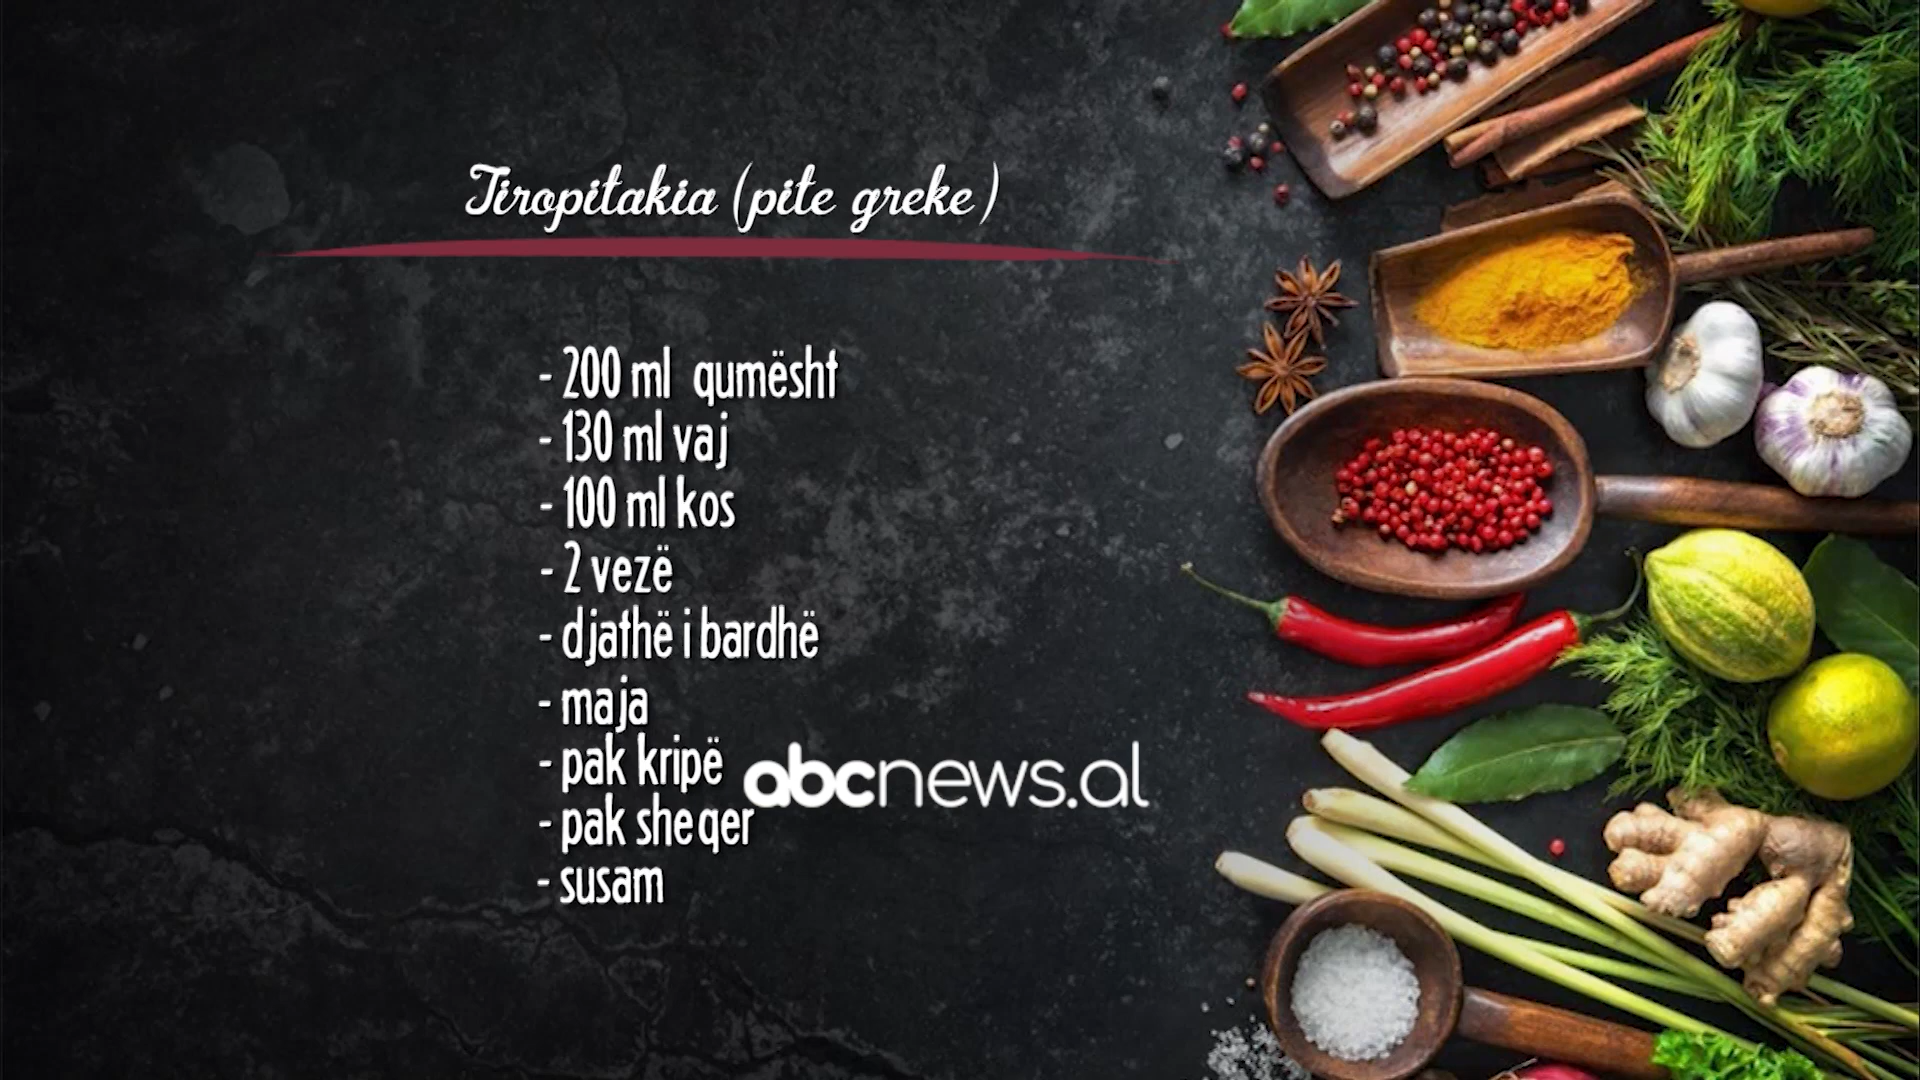 Tiropitakia (pite greke)
- 200 ml qumësht
- 130 ml vaj
- 100 ml kos
- 2 vezë
- djathë i bardhë
- maja
- pak kripë
- pak sheqer
- susam
abcnews.al